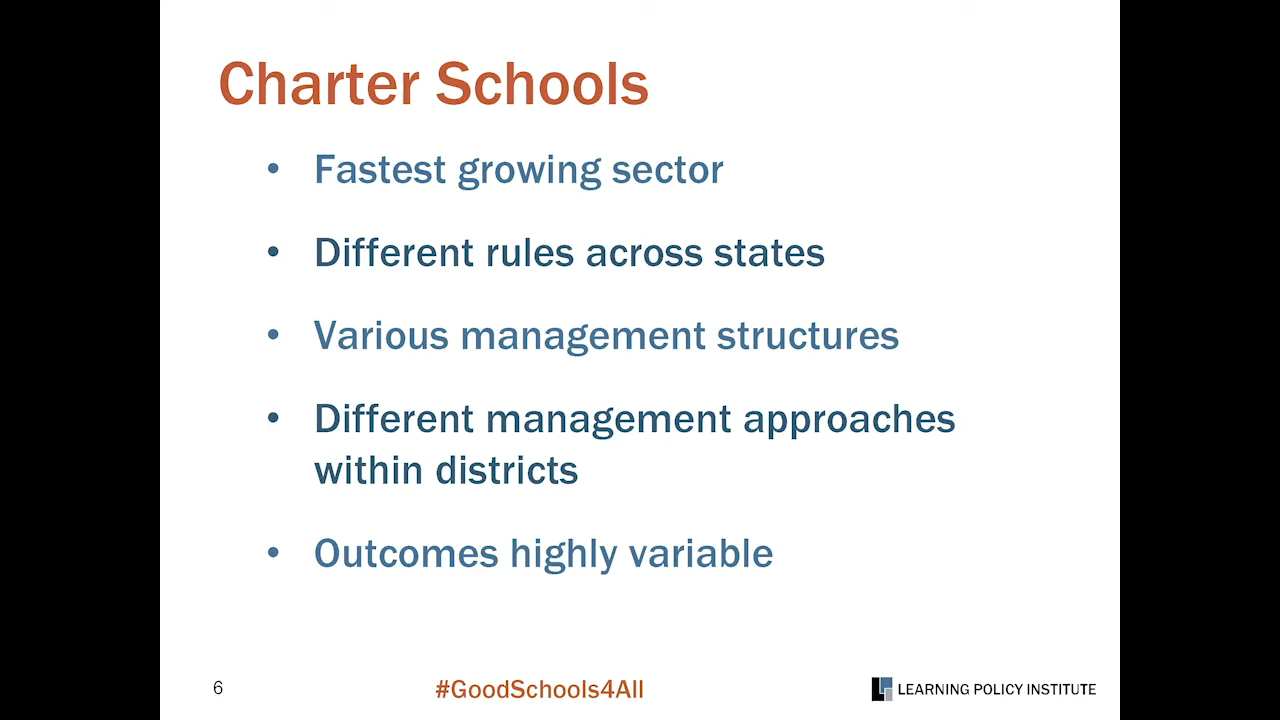 Charter Schools
• Fastest growing sector
• Different rules across states
• Various management structures
• Different management approaches
within districts
• Outcomes highly variable
6
#GoodSchools4All
LEARNING POLICY INSTITUTE